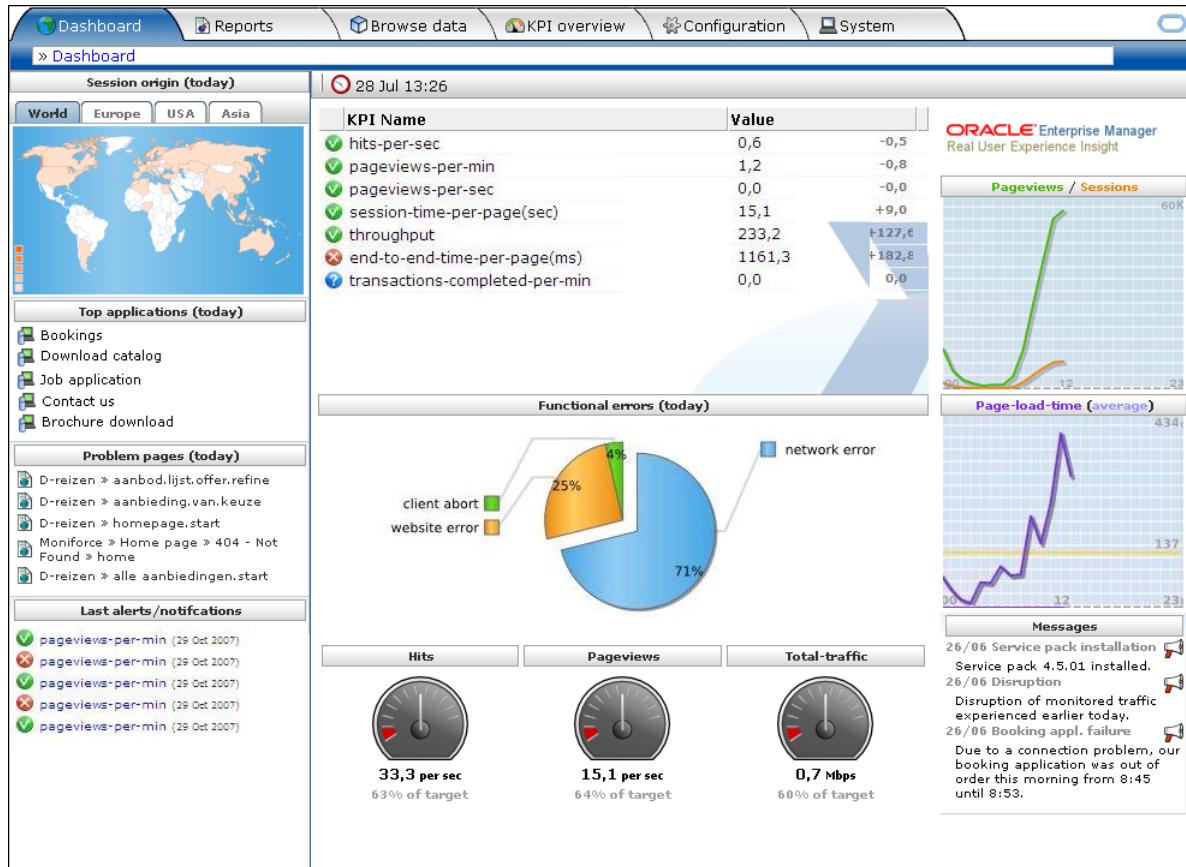 Dashboard
Reports
Browse data
KPI overview
Configuration
System
» Dashboard
Session origin (today)
World
Europe
USA
Asia
Top applications (today)
Bookings
Download catalog
Job application
Contact us
Brochure download
Problem pages (today)
D-reizen » aanbod.lijst.offer.refine
D-reizen » aanbieding.van.keuze
D-reizen » homepage.start
Moniforce » Home page » 404 - Not
Found » home
D-reizen » alle aanbiedingen.start
Last alerts/notifcations
pageviews-per-min (29 Oct 2007)
pageviews-per-min (29 Oct 2007)
pageviews-per-min (29 Oct 2007)
pageviews-per-min (29 Oct 2007)
pageviews-per-min (29 Oct 2007)
28 Jul 13:26
KPI Name Value
hits-per-sec 0,6 -0,5
pageviews-per-min 1,2 -0,8
pageviews-per-sec 0,0 -0,0
session-time-per-page(sec) 15,1 +9,0
throughput 233,2 +127,6
end-to-end-time-per-page(ms) 1161,3 +182,8
transactions-completed-per-min 0,0 0,0
Functional errors (today)
network error
4%
25%
client abort
website error
71%
Hits
33,3 per sec
63% of target
Pageviews
15,1 per sec
64% of target
Total-traffic
0,7 Mbps
60% of target
ORACLE Enterprise Manager
Real User Experience Insight
Pageviews / Sessions
60K
00 12 23
Page-load-time (average)
434
137
00 12 23
Messages
26/06 Service pack installation
Service pack 4.5.01 installed.
26/06 Disruption
Disruption of monitored traffic
experienced earlier today.
26/06 Booking appl. failure
Due to a connection problem, our
booking application was out of
order this morning from 8:45
until 8:53.